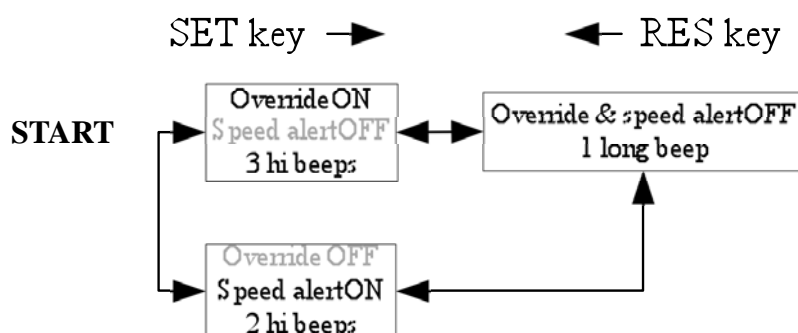 SET key
RES key
START
Override ON
Speed alert OFF
3 hi beeps
Override & speed alert OFF
1 long beep
Override OFF
Speed alert ON
2 hi beeps